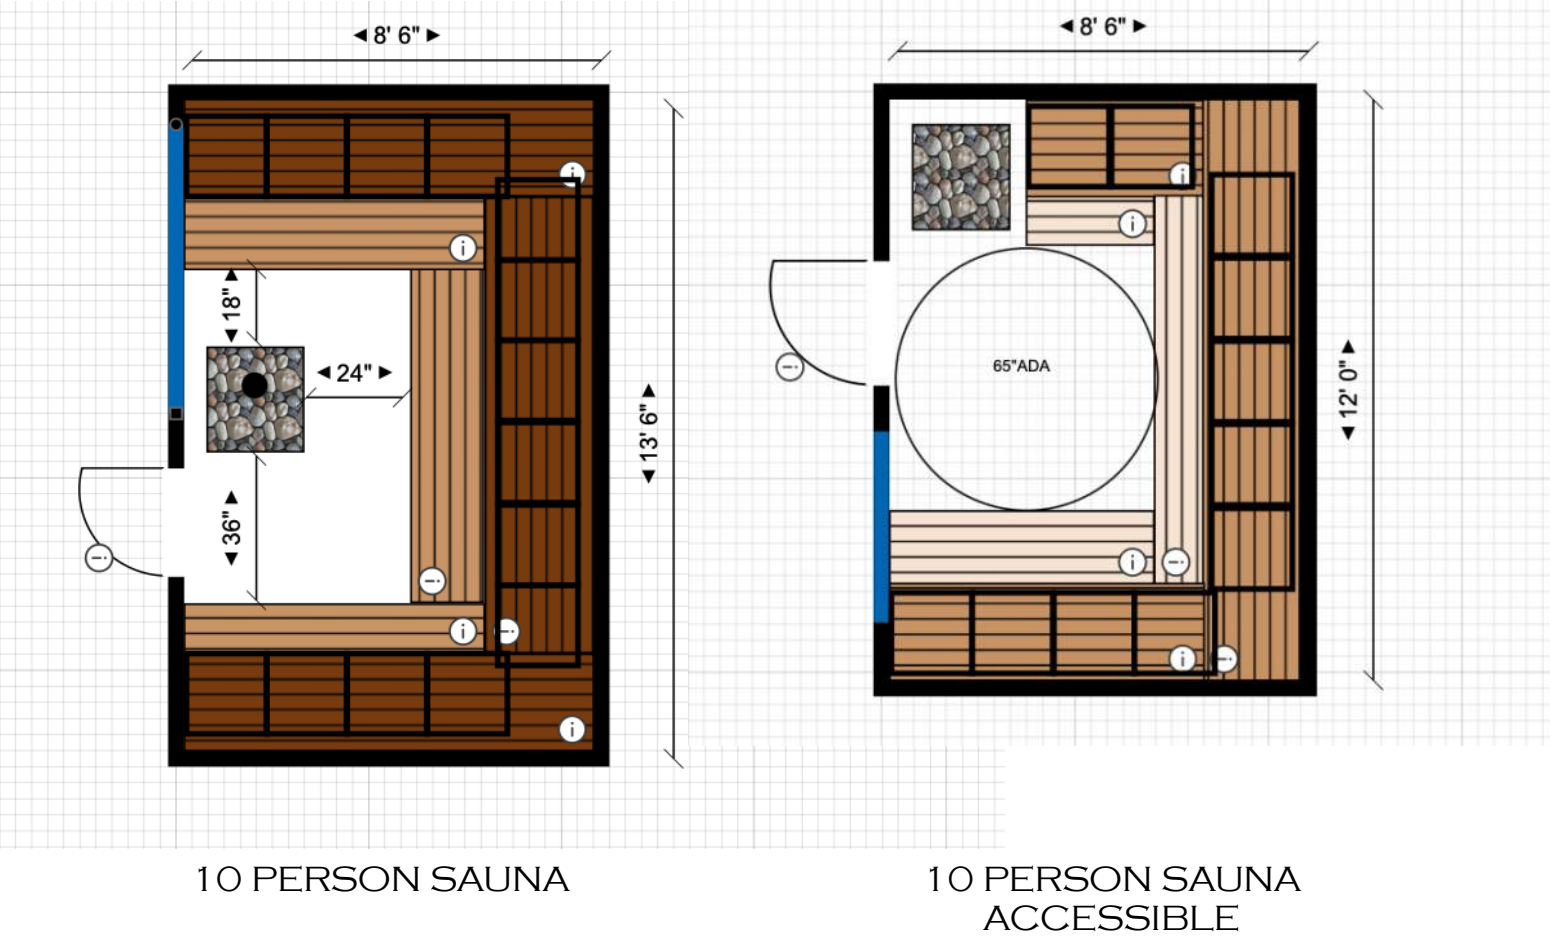 8' 6"
18"
24"
36"
13' 6"
10 PERSON SAUNA
8' 6"
65"ADA
12' 0"
10 PERSON SAUNA
ACCESSIBLE